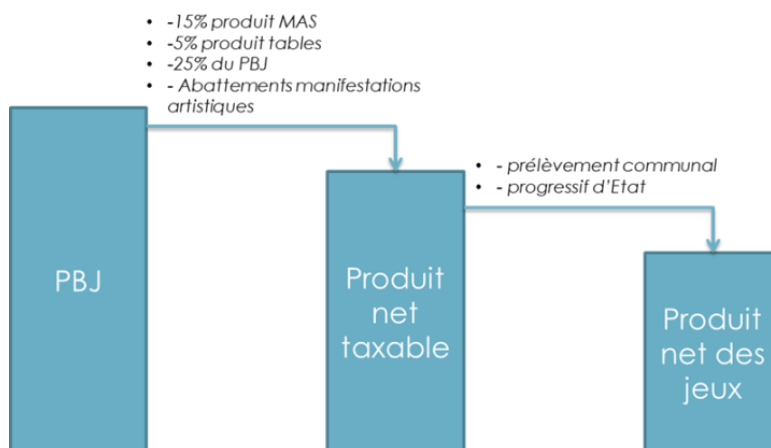 • -15% produit MAS
• -5% produit tables
• -25% du PBJ
• - Abattements manifestations
artistiques
• - prélèvement communal
• - progressif d'Etat
PBJ
Produit
net
taxable
Produit
net des
jeux